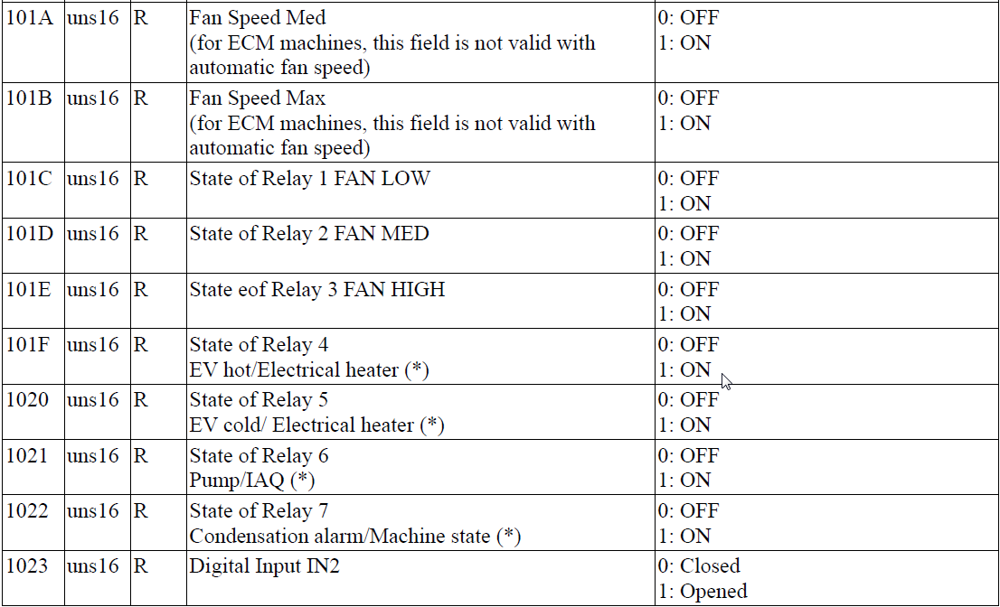 101A uns16 R Fan Speed Med 0: OFF
(for ECM machines, this field is not valid with 1: ON
automatic fan speed)
101B uns16 R Fan Speed Max 0: OFF
(for ECM machines, this field is not valid with 1: ON
automatic fan speed)
101C uns16 R State of Relay 1 FAN LOW 0: OFF
1: ON
101D uns16 R State of Relay 2 FAN MED 0: OFF
1: ON
101E uns16 R State eof Relay 3 FAN HIGH 0: OFF
1: ON
101F uns16 R State of Relay 4 0: OFF
EV hot/Electrical heater (*) 1: ON
1020 uns16 R State of Relay 5 0: OFF
EV cold/ Electrical heater (*) 1: ON
1021 uns16 R State of Relay 6 0: OFF
Pump/IAQ (*) 1: ON
1022 uns16 R State of Relay 7 0: OFF
Condensation alarm/Machine state (*) 1: ON
1023 uns16 R Digital Input IN2 0: Closed
1: Opened